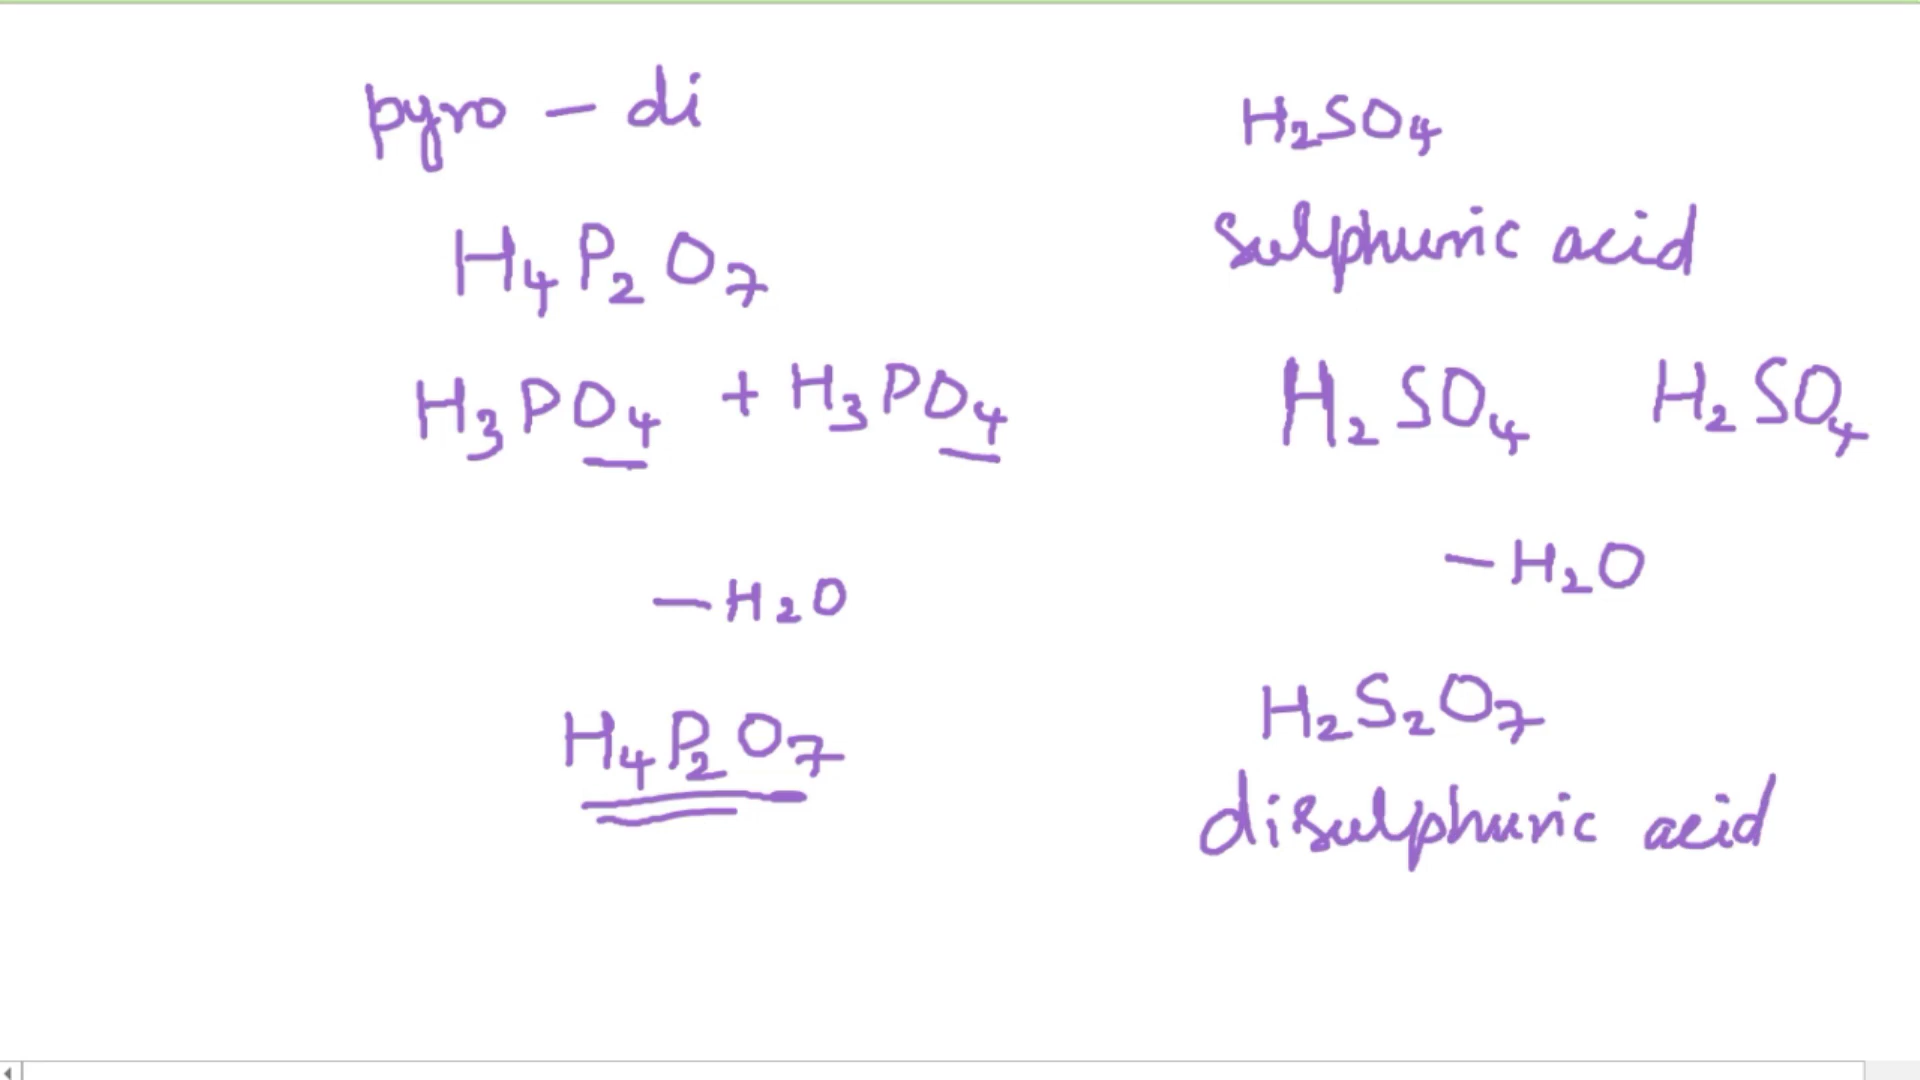 pyro – di
H₄P₂O₇
H₃PO₄ + H₃PO₄
– H₂O
H₄P₂O₇
H₂SO₄
Sulphuric acid
H₂SO₄ H₂SO₄
– H₂O
H₂S₂O₇
disulphuric acid